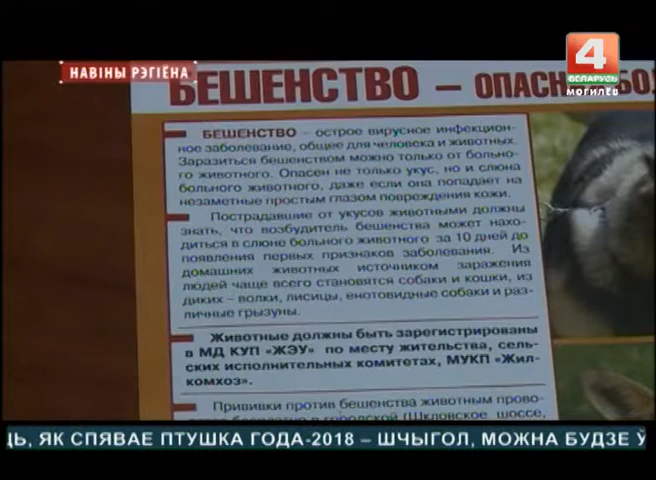 НАВІНЫ РЭГІЁНА
4
БЕЛАРУСЬ
МОГИЛЁВ
БЕШЕНСТВО – ОПАСН
БЕШЕНСТВО – острое вирусное инфекцион-
ное заболевание, общее для человека и животных.
Заразиться бешенством можно только от больно-
го животного. Опасен не только укус, но и слюна
больного животного, даже если она попадает на
незаметные простым глазом повреждения кожи.
Пострадавшие от укусов животными должны
знать, что возбудитель бешенства может нахо-
диться в слюне больного животного за 10 дней до
появления первых признаков заболевания. Из
домашних животных источником заражения
людей чаще всего становятся собаки и кошки, из
диких – волки, лисицы, енотовидные собаки и раз-
личные грызуны.
Животные должны быть зарегистрированы
в МД КУП «ЖЭУ» по месту жительства, сель-
ских исполнительных комитетах, МУКП «Жил-
комхоз».
Прививки против бешенства животным прово-
бесплатно в городской (Шкловское шоссе,
ДЬ, ЯК СПЯВАЕ ПТУШКА ГОДА-2018 – ШЧЫГОЛ, МОЖНА БУДЗЕ Ў